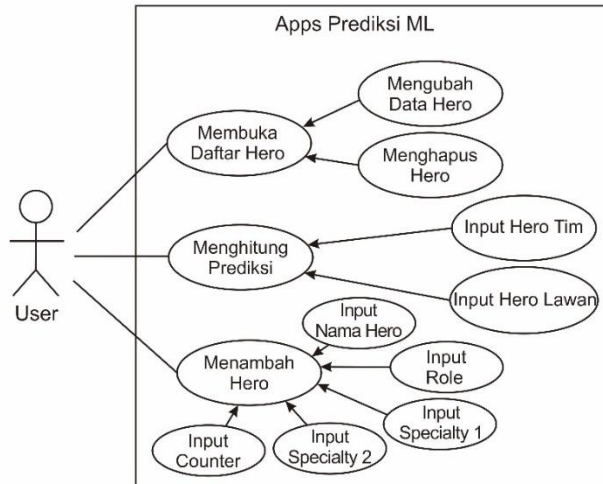 Apps Prediksi ML
Mengubah
Data Hero
Membuka
Daftar Hero
Menghapus
Hero
Input Hero Tim
Menghitung
Prediksi
Input Hero Lawan
User
Input
Nama Hero
Menambah
Hero
Input
Role
Input
Specialty 1
Input
Counter
Input
Specialty 2